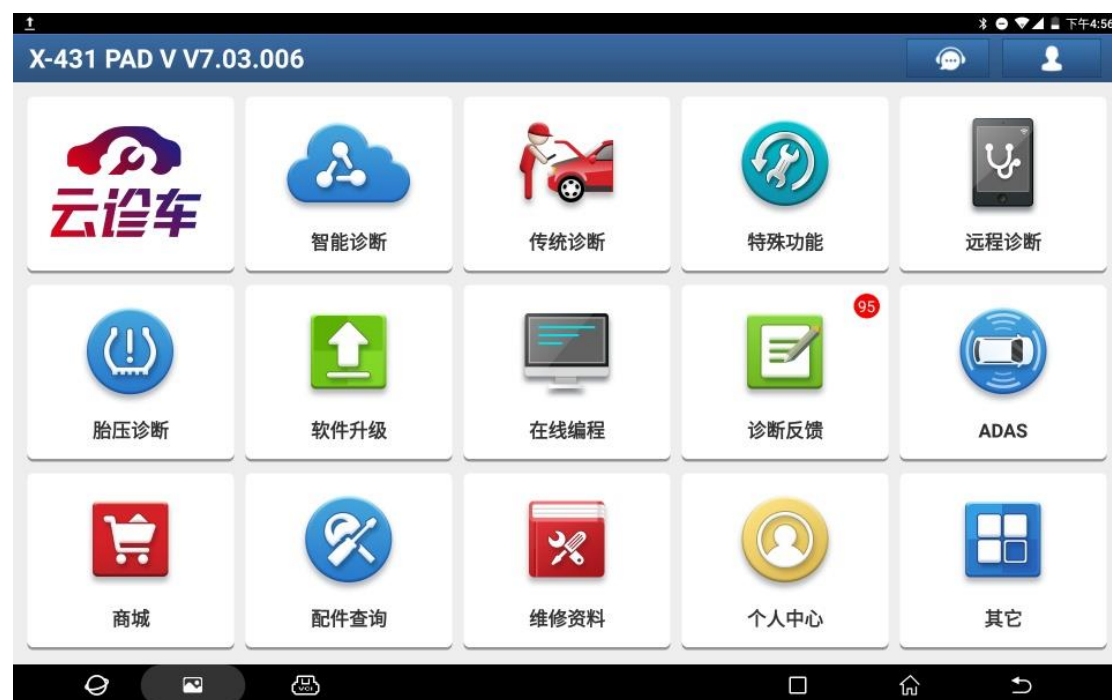 下午4:56
X-431 PAD V V7.03.006
云诊车
智能诊断
传统诊断
特殊功能
远程诊断
95
胎压诊断
软件升级
在线编程
诊断反馈
ADAS
商城
配件查询
维修资料
个人中心
其它
VCI